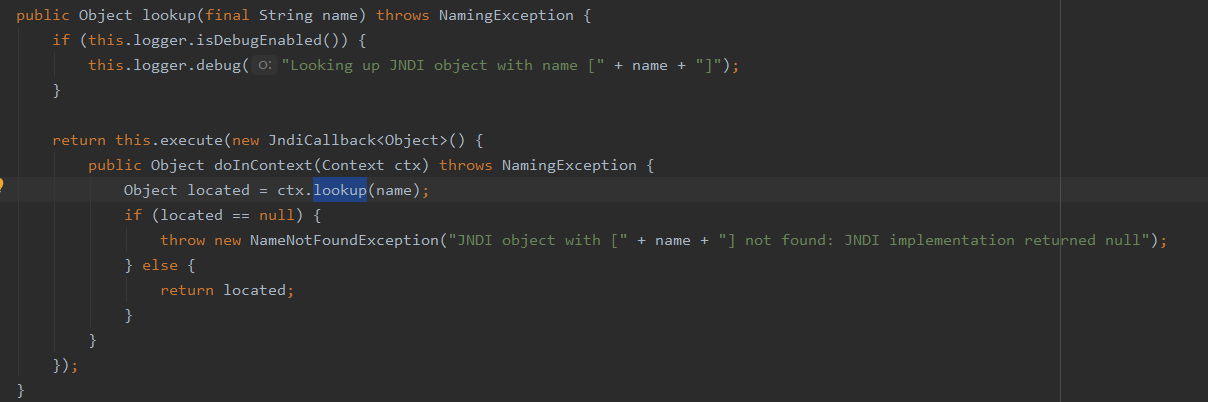 public Object lookup(final String name) throws NamingException {
if (this.logger.isDebugEnabled()) {
this.logger.debug( o: "Looking up JNDI object with name [" + name + "]");
}
return this.execute(new JndiCallback<Object>() {
public Object doInContext(Context ctx) throws NamingException {
Object located = ctx.lookup(name);
if (located == null) {
throw new NameNotFoundException("JNDI object with [" + name + "] not found: JNDI implementation returned null");
} else {
return located;
}
}
});
}